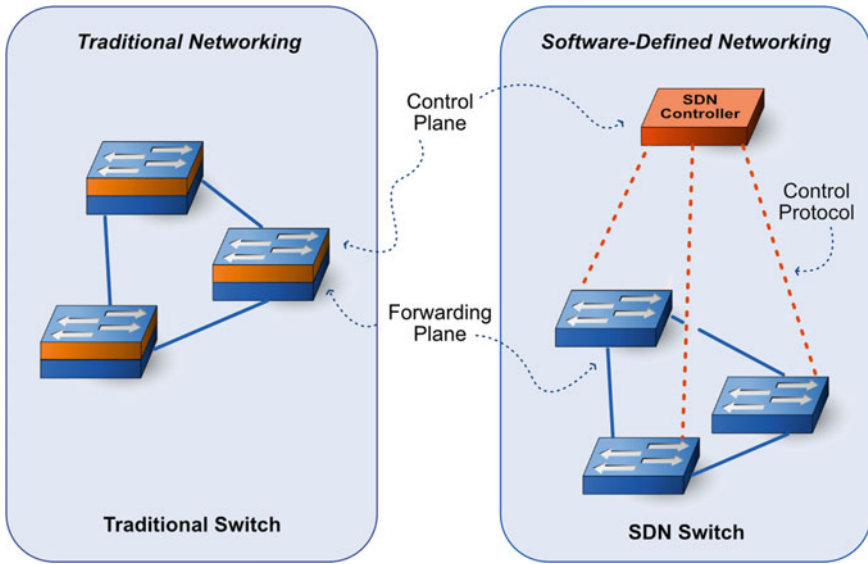 Traditional Networking
Software-Defined Networking
SDN
Controller
Control
Plane
Control
Protocol
Forwarding
Plane
Traditional Switch
SDN Switch